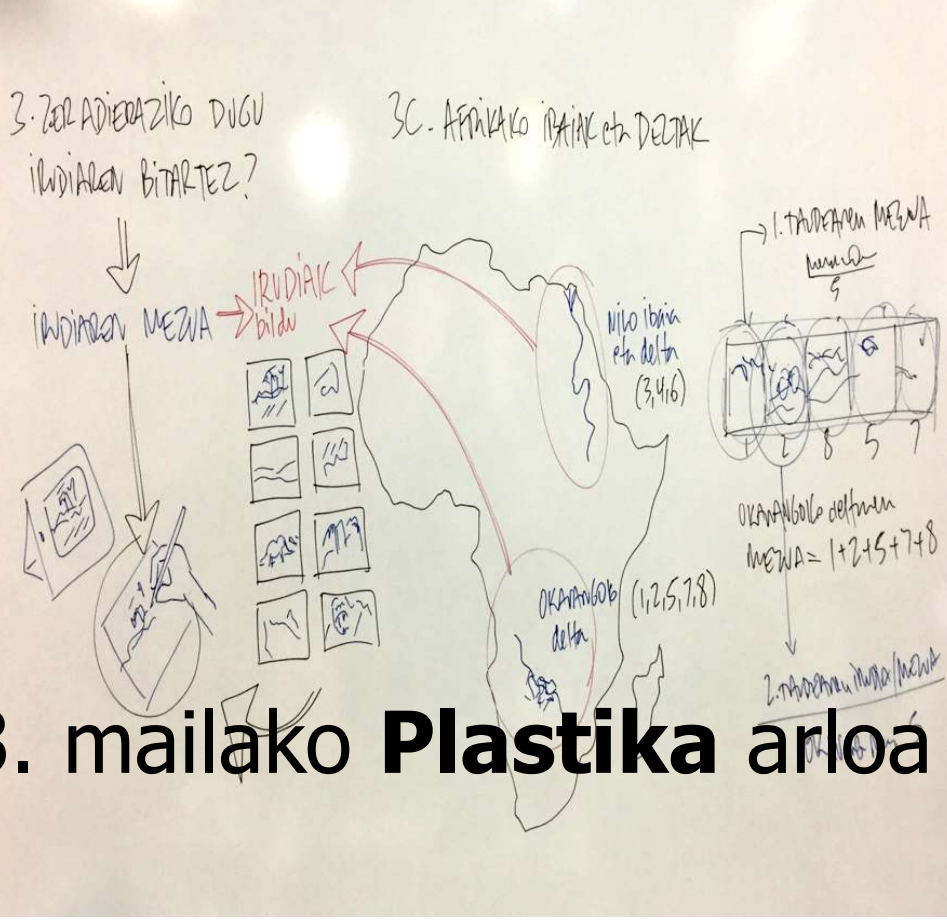 3. ZER ADIERAZIKO DUGU
IRUDIAREN BITARTEZ?
IRUDIAREN MEZUA
IRUDIAK
bildu
3C - AFRIKAKO IBAIAK eta DELTAK
Nilo ibaia
eta delta
(3,4,6)
OKAVANGOko
delta
(1,2,5,7,8)
1. TALDEAREN MEZUA
1 2 8 5 7
OKAVANGOko deltaren
MEZUA = 1+2+5+7+8
2. TALDEAREN IRUDIA/MEZUA
3. mailako Plastika arloa